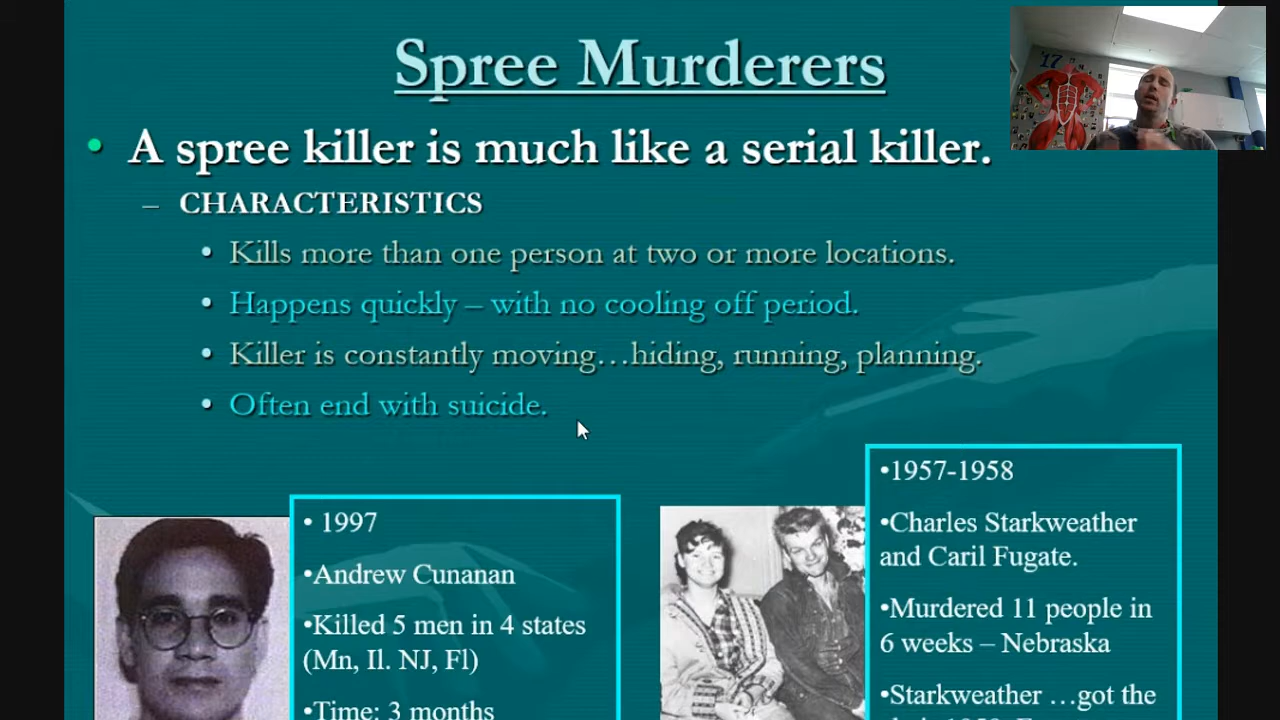 Spree Murderers
• A spree killer is much like a serial killer.
– CHARACTERISTICS
• Kills more than one person at two or more locations.
• Happens quickly – with no cooling off period.
• Killer is constantly moving…hiding, running, planning.
• Often end with suicide.
• 1997
•Andrew Cunanan
•Killed 5 men in 4 states
(Mn, Il. NJ, Fl)
•Time: 3 months
•1957-1958
•Charles Starkweather
and Caril Fugate.
•Murdered 11 people in
6 weeks – Nebraska
•Starkweather …got the
'17